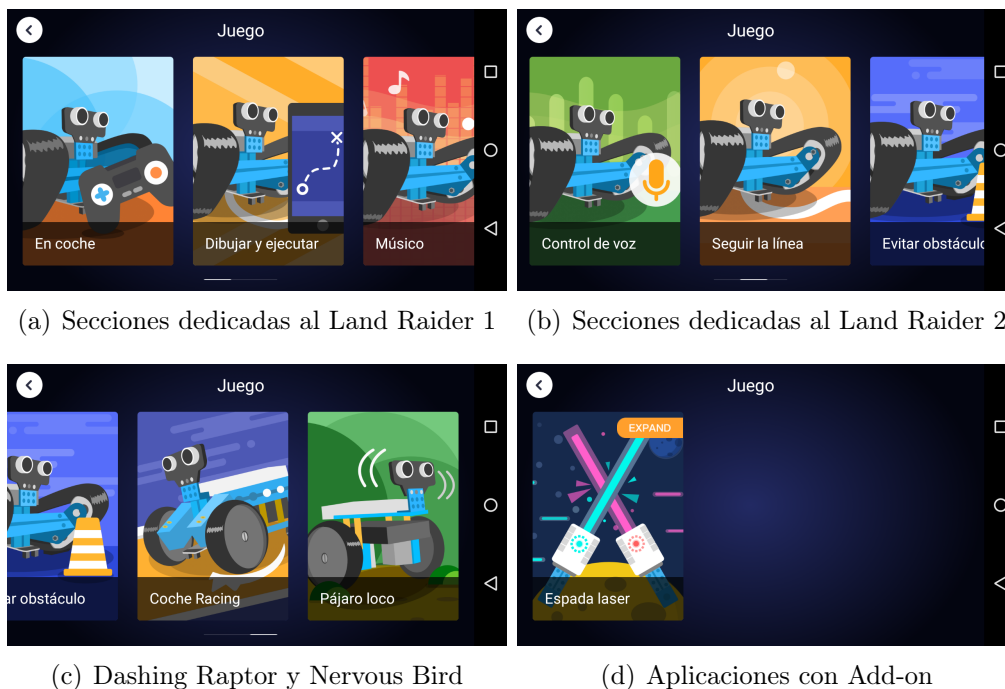 Juego
En coche
Dibujar y ejecutar
Músico
(a) Secciones dedicadas al Land Raider 1
Juego
Control de voz
Seguir la línea
Evitar obstáculo
(b) Secciones dedicadas al Land Raider 2
Juego
ar obstáculo
Coche Racing
Pájaro loco
(c) Dashing Raptor y Nervous Bird
Juego
EXPAND
Espada laser
(d) Aplicaciones con Add-on